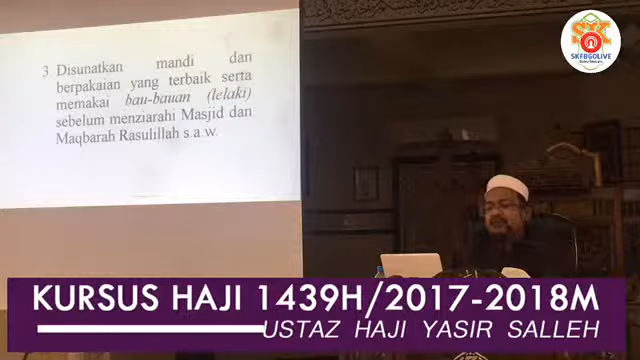 SKFBGOLIVE
3 Disunatkan mandi dan
berpakaian yang terbaik serta
memakai bau-bauan (lelaki)
sebelum menziarahi Masjid dan
Maqbarah Rasulillah s.a.w.
KURSUS HAJI 1439H/2017-2018M
USTAZ HAJI YASIR SALLEH